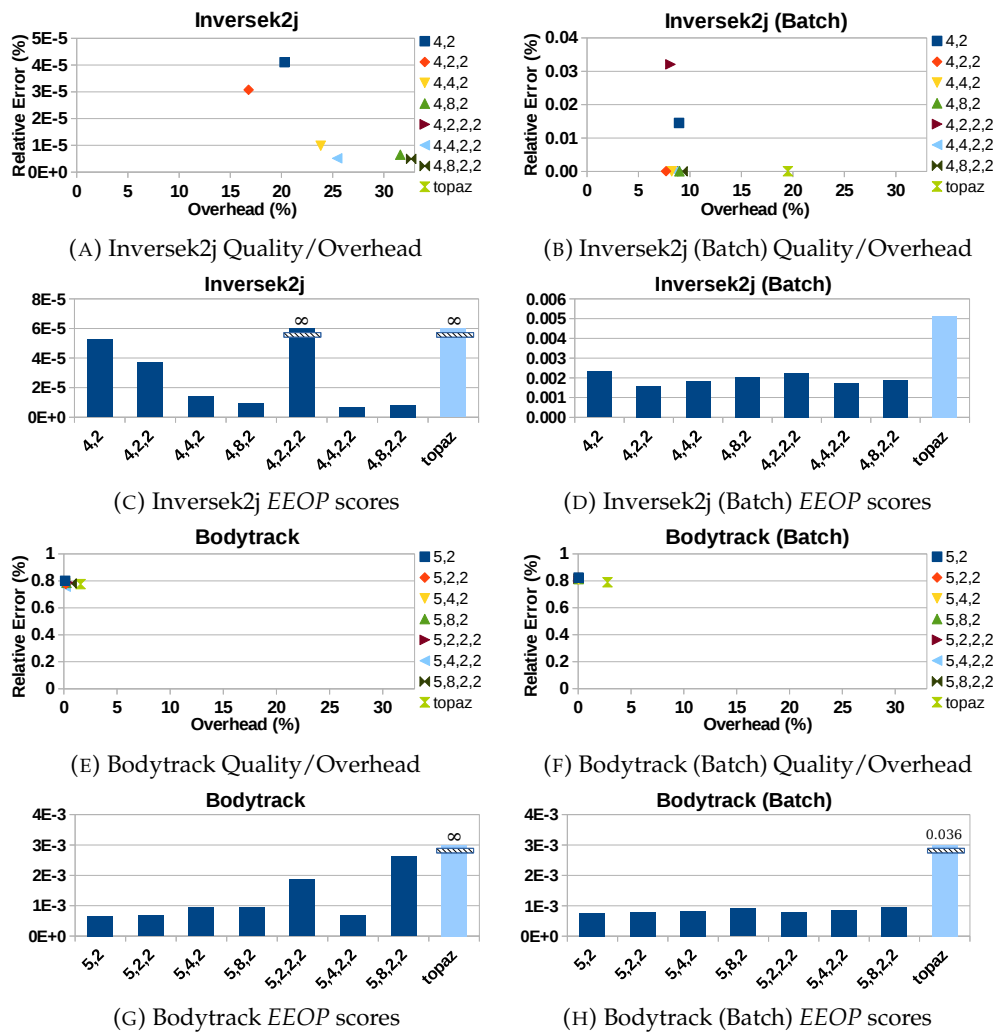 Inversek2j
Relative Error (%)
5E-5
4E-5
3E-5
2E-5
1E-5
0E+0
0 5 10 15 20 25 30
Overhead (%)
4,2
4,2,2
4,4,2
4,8,2
4,2,2,2
4,4,2,2
4,8,2,2
topaz
(A) Inversek2j Quality/Overhead
Inversek2j (Batch)
Relative Error (%)
0.04
0.03
0.02
0.01
0.00
0 5 10 15 20 25 30
Overhead (%)
4,2
4,2,2
4,4,2
4,8,2
4,2,2,2
4,4,2,2
4,8,2,2
topaz
(B) Inversek2j (Batch) Quality/Overhead
Inversek2j
8E-5
6E-5
4E-5
2E-5
0E+0
∞ ∞
4,2 4,2,2 4,4,2 4,8,2 4,2,2,2 4,4,2,2 4,8,2,2 topaz
(C) Inversek2j EEOP scores
Inversek2j (Batch)
0.006
0.005
0.004
0.003
0.002
0.001
0.000
4,2 4,2,2 4,4,2 4,8,2 4,2,2,2 4,4,2,2 4,8,2,2 topaz
(D) Inversek2j (Batch) EEOP scores
Bodytrack
Relative Error (%)
1
0.8
0.6
0.4
0.2
0
0 5 10 15 20 25 30
Overhead (%)
5,2
5,2,2
5,4,2
5,8,2
5,2,2,2
5,4,2,2
5,8,2,2
topaz
(E) Bodytrack Quality/Overhead
Bodytrack (Batch)
Relative Error (%)
1
0.8
0.6
0.4
0.2
0
0 5 10 15 20 25 30
Overhead (%)
5,2
5,2,2
5,4,2
5,8,2
5,2,2,2
5,4,2,2
5,8,2,2
topaz
(F) Bodytrack (Batch) Quality/Overhead
Bodytrack
4E-3
3E-3
2E-3
1E-3
0E+0
∞
5,2 5,2,2 5,4,2 5,8,2 5,2,2,2 5,4,2,2 5,8,2,2 topaz
(G) Bodytrack EEOP scores
Bodytrack (Batch)
4E-3
3E-3
2E-3
1E-3
0E+0
0.036
5,2 5,2,2 5,4,2 5,8,2 5,2,2,2 5,4,2,2 5,8,2,2 topaz
(H) Bodytrack (Batch) EEOP scores